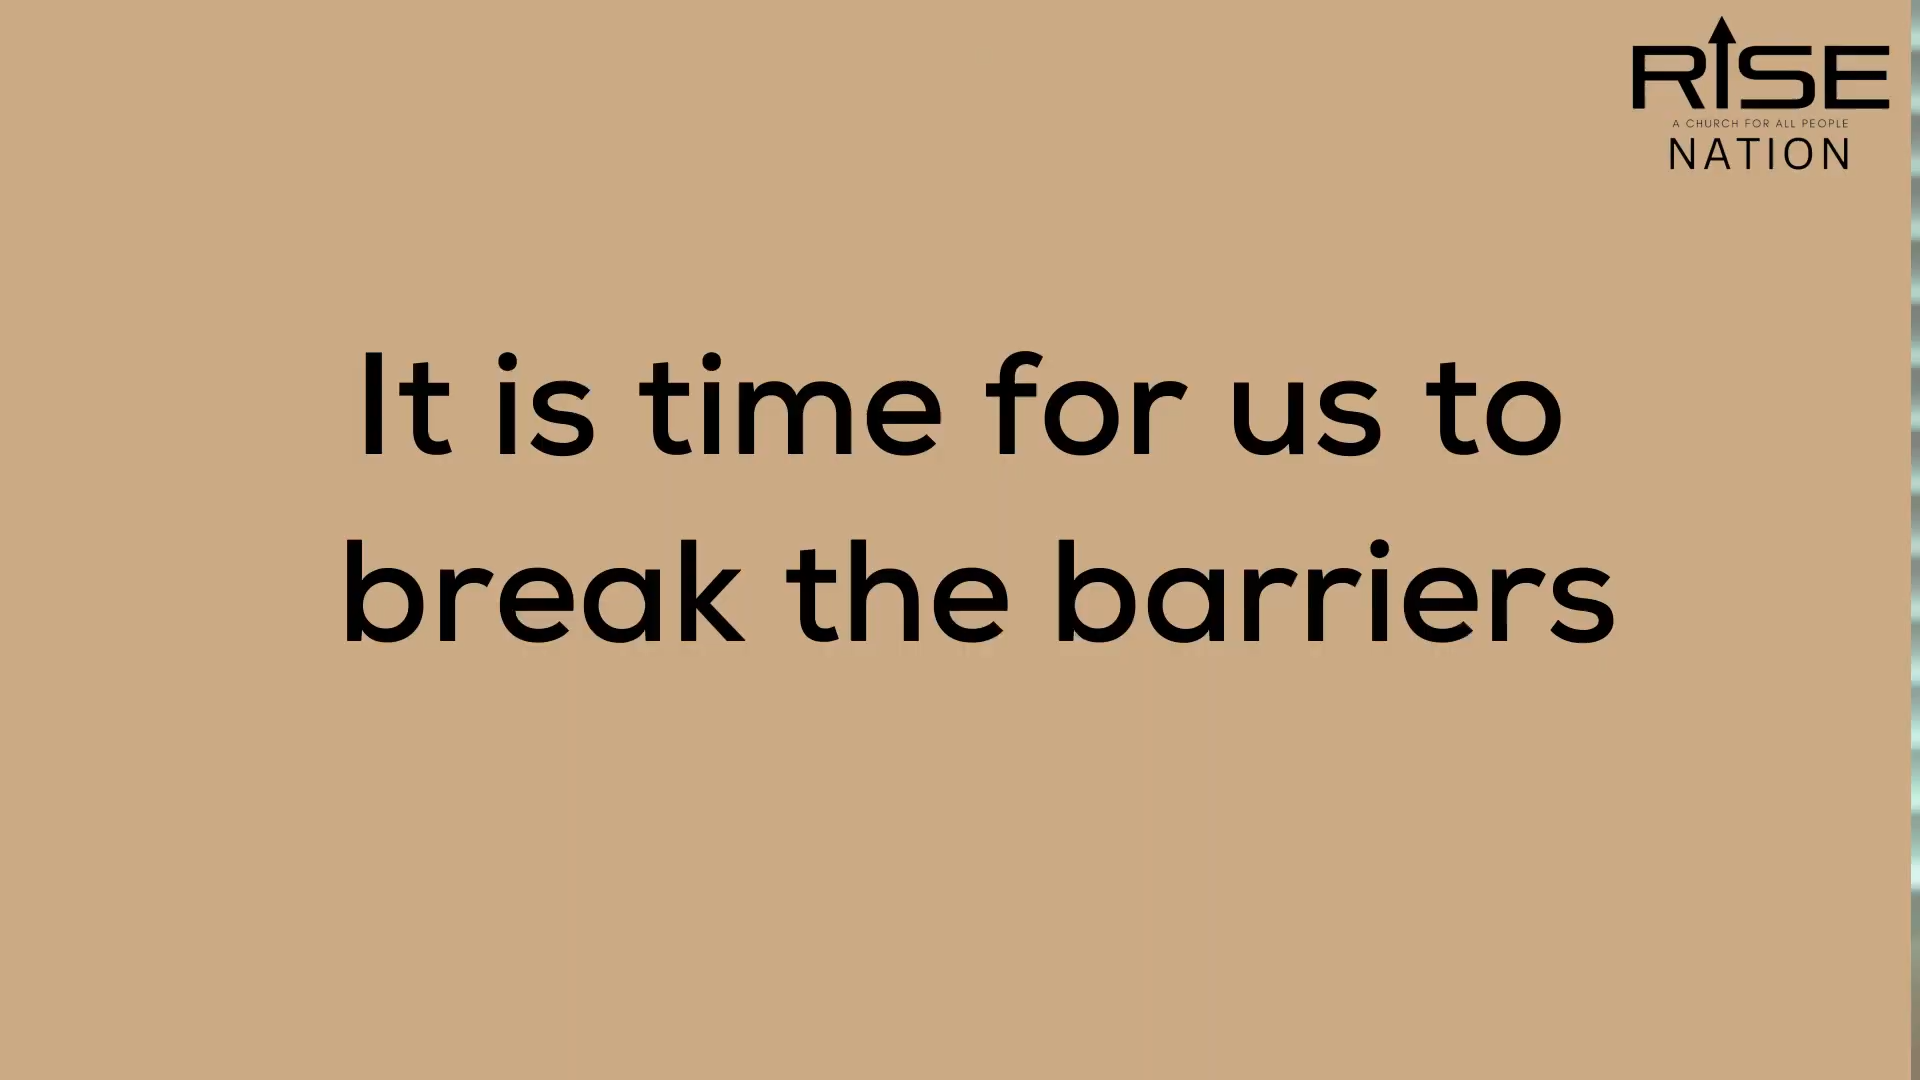 RISE
A CHURCH FOR ALL PEOPLE
NATION
It is time for us to
break the barriers